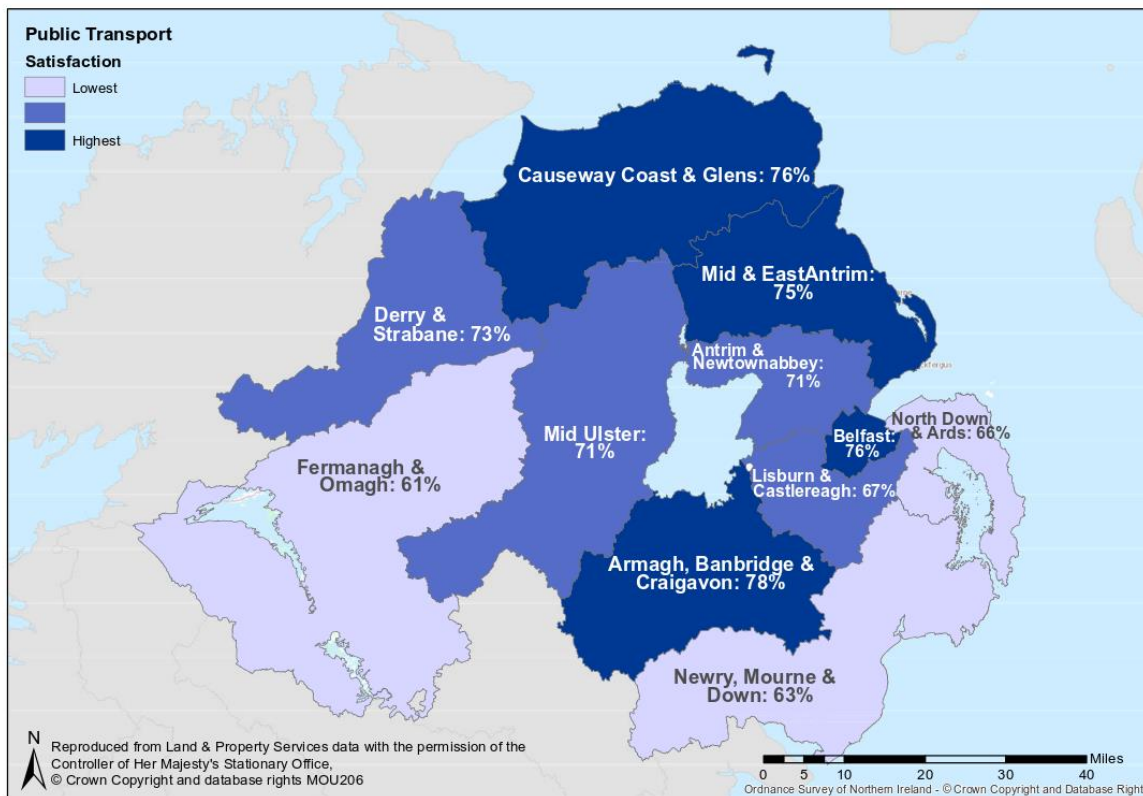 Public Transport
Satisfaction
Lowest
Highest
Causeway Coast & Glens: 76%
Mid & EastAntrim:
75%
Derry &
Strabane: 73%
Antrim &
Newtownabbey:
71%
North Down
& Ards: 66%
Belfast:
76%
Mid Ulster:
71%
Fermanagh &
Omagh: 61%
Lisburn &
Castlereagh: 67%
Armagh, Banbridge &
Craigavon: 78%
Newry, Mourne &
Down: 63%
N
Reproduced from Land & Property Services data with the permission of the
Controller of Her Majesty's Stationary Office,
© Crown Copyright and database rights MOU206
Miles
0 5 10 20 30 40
Ordnance Survey of Northern Ireland - © Crown Copyright and Database Right